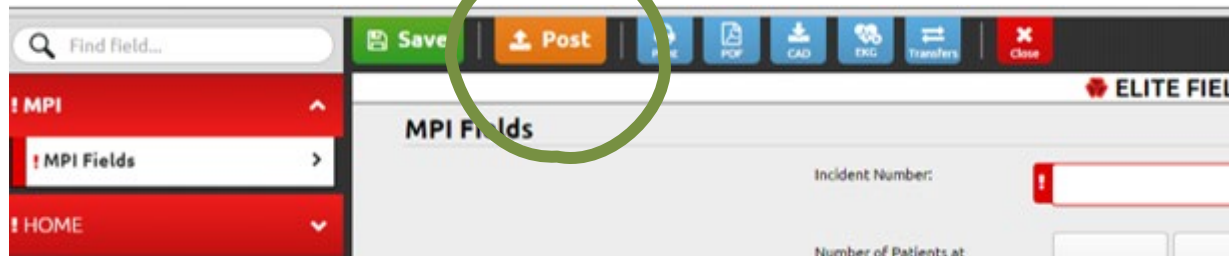 Find field...
Save
Post
PDF
CAD
EKG
Transfers
Close
! MPI
ELITE FIEL
MPI Fields
! MPI Fields
Incident Number:
!
! HOME
Number of Patients at